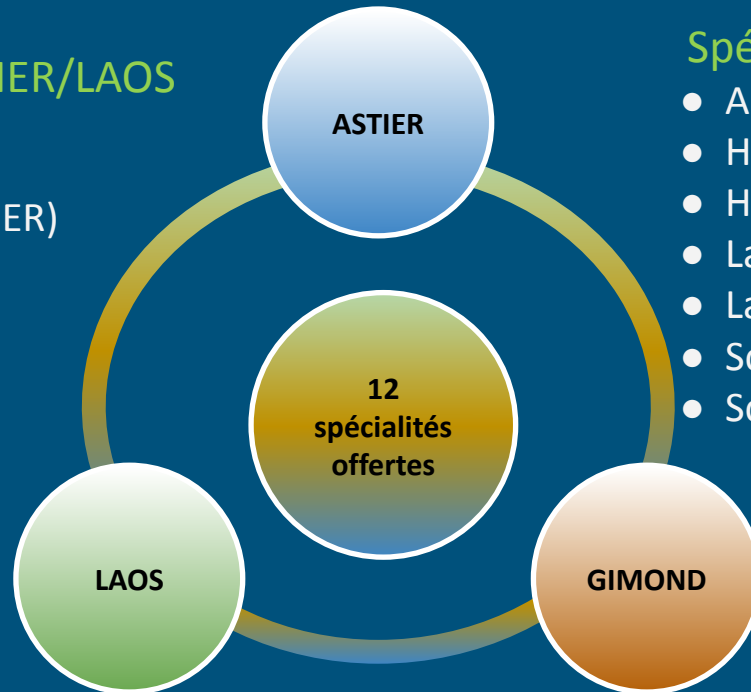 IER/LAOS
ER)
ASTIER
12
spécialités
offertes
LAOS
GIMOND
Spé
● A
● H
● H
● La
● La
● Sc
● Sc